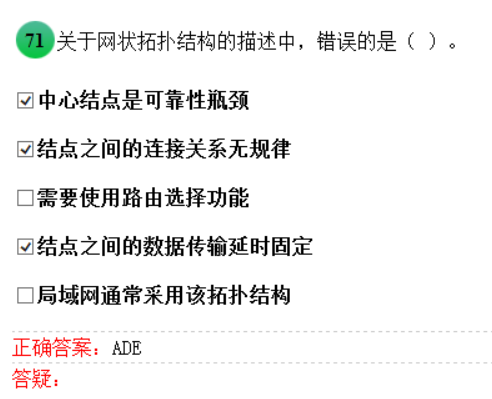 71 关于网状拓扑结构的描述中，错误的是（ ）。
中心结点是可靠性瓶颈
结点之间的连接关系无规律
需要使用路由选择功能
结点之间的数据传输延时固定
局域网通常采用该拓扑结构
正确答案：ADE
答疑：